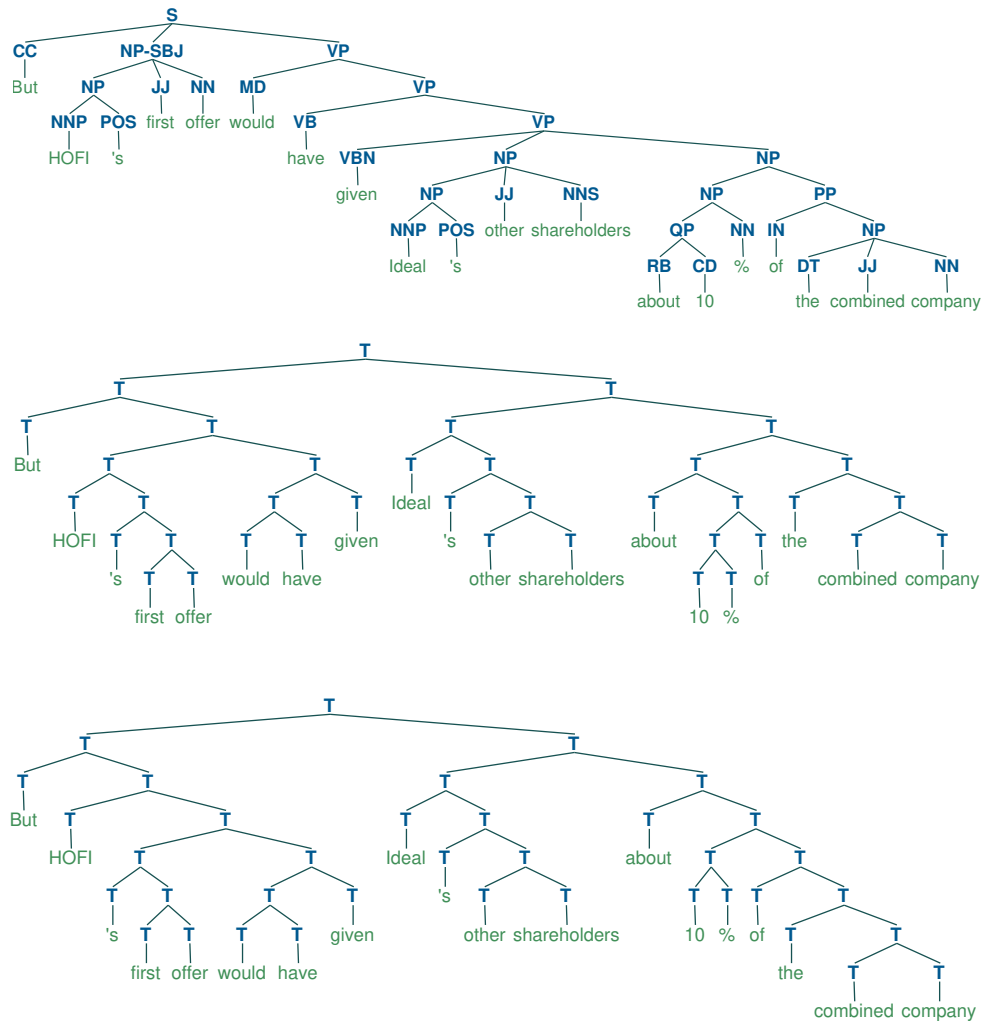 S
CC NP-SBJ VP
But NP JJ NN MD VP
NNP POS first offer would VB VP
HOFI 's have VBN NP NP
given NP JJ NNS NP PP
NNP POS other shareholders QP NN IN NP
Ideal 's RB CD % of DT JJ NN
about 10 the combined company
T
T T
T T T T
But T T Ideal T T T
T T T T T T T T T T
HOFI T T T T given 's T T about T T the T T
's T T would have other shareholders T T of combined company
first offer 10 %
T
T T
T T T T
But T T T T T T
HOFI T T Ideal T T about T T
T T T T 's T T T T T T
's T T T T given other shareholders 10 % of T T
first offer would have the T T
combined company